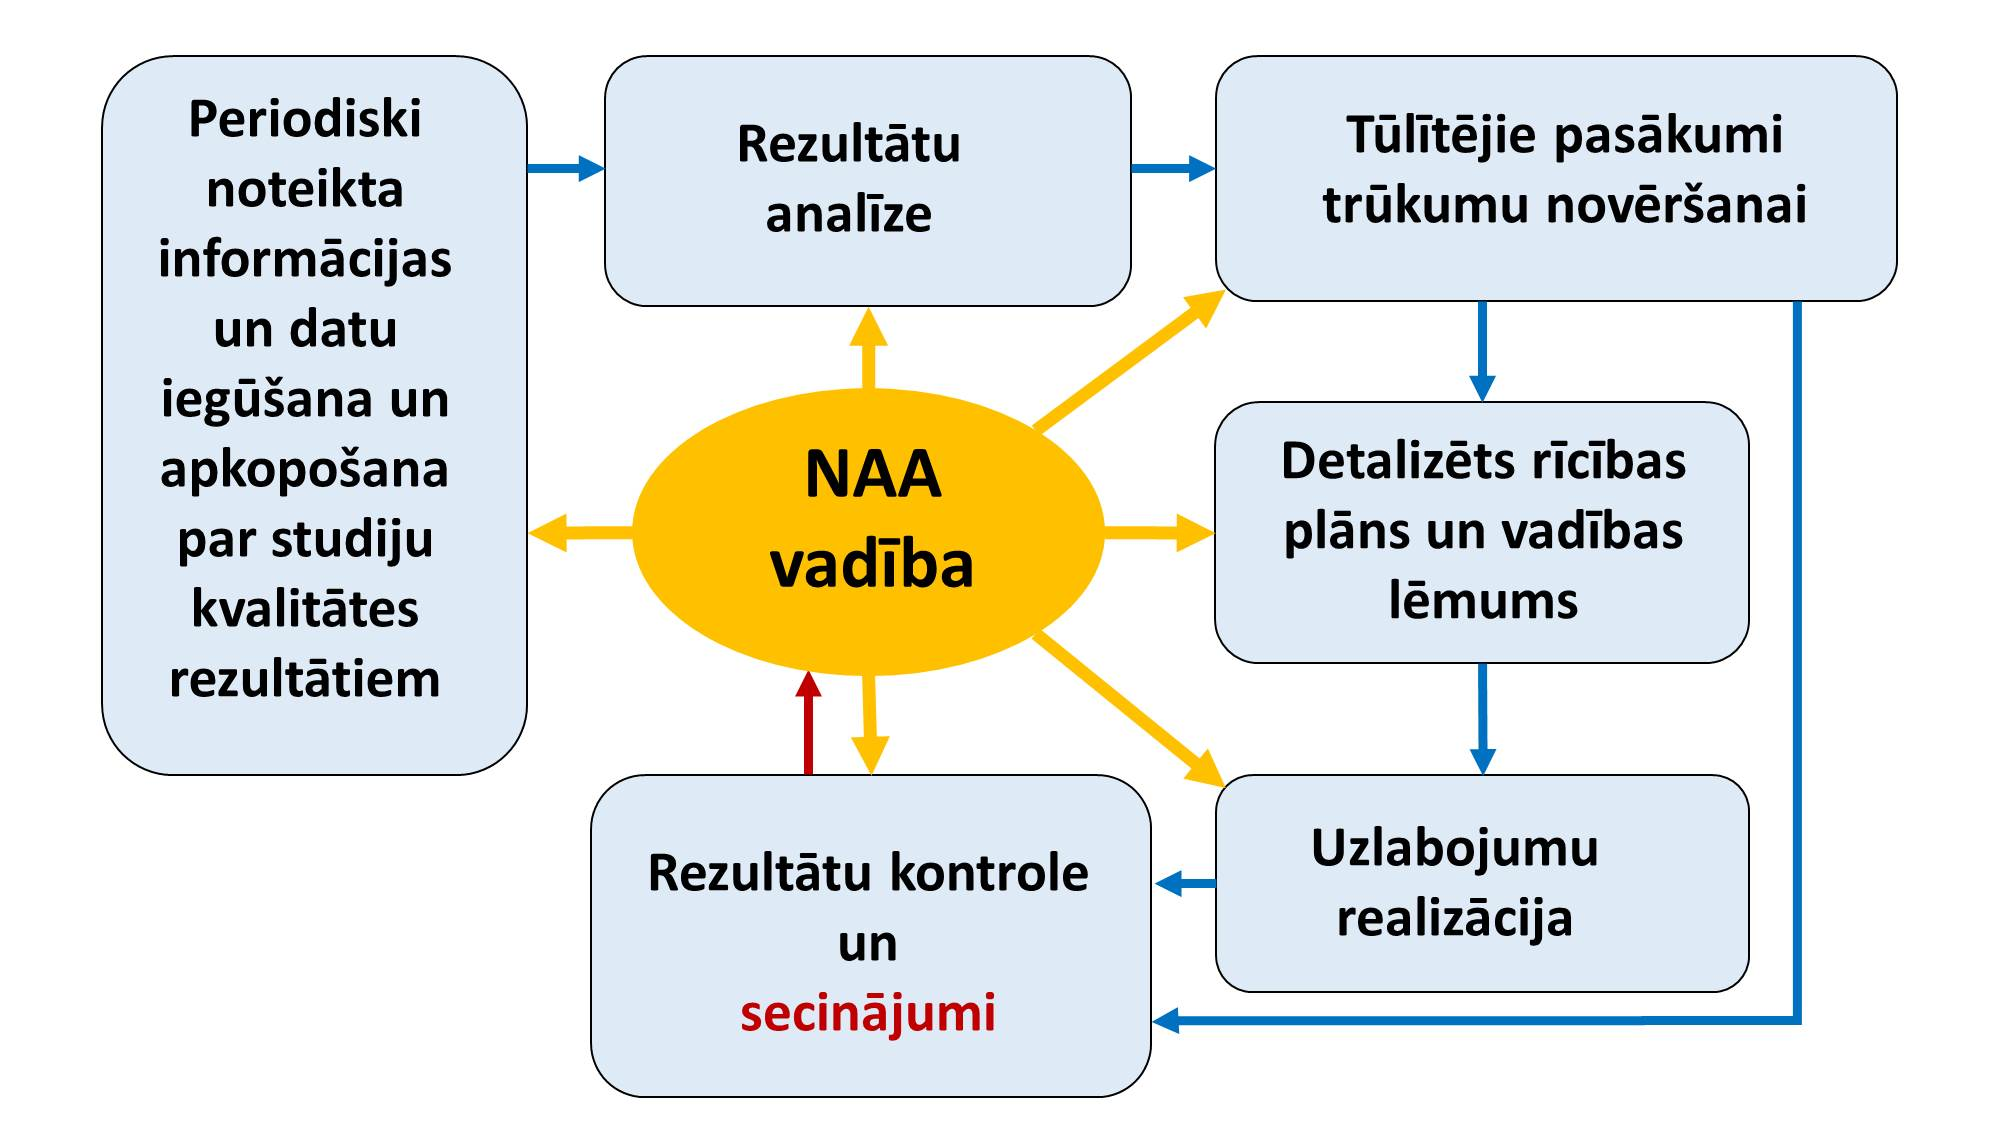 Periodiski
noteikta
informācijas
un datu
iegūšana un
apkopošana
par studiju
kvalitātes
rezultātiem
Rezultātu
analīze
Tūlītējie pasākumi
trūkumu novēršanai
NAA
vadība
Detalizēts rīcības
plāns un vadības
lēmums
Rezultātu kontrole
un
secinājumi
Uzlabojumu
realizācija